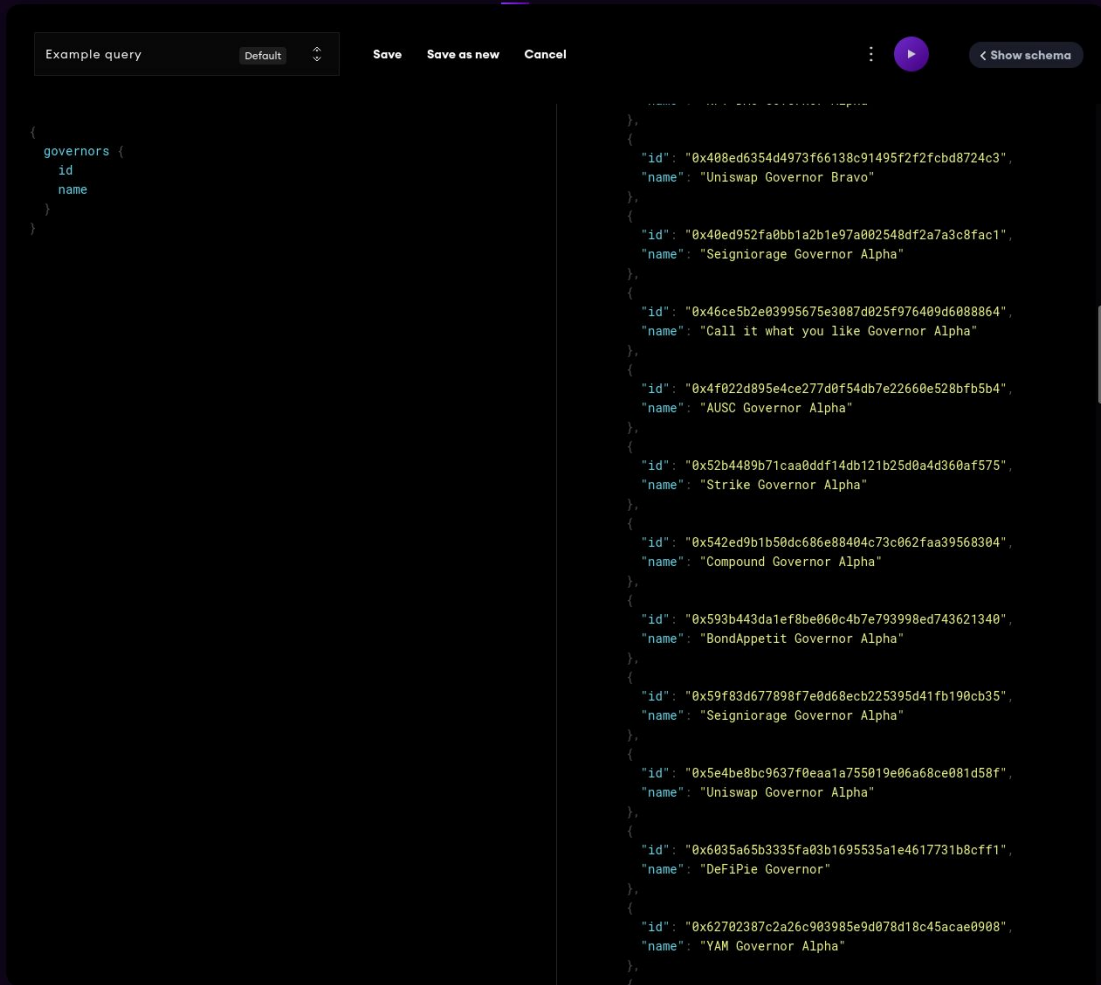 Example query
Default
Save
Save as new
Cancel
Show schema
{
governors {
id
name
}
}
},
{
"id": "0x408ed6354d4973f66138c91495f2f2fcbd8724c3",
"name": "Uniswap Governor Bravo"
},
{
"id": "0x40ed952fa0bb1a2b1e97a002548df2a7a3c8fac1",
"name": "Seigniorage Governor Alpha"
},
{
"id": "0x46ce5b2e03995675e3087d025f976409d6088864",
"name": "Call it what you like Governor Alpha"
},
{
"id": "0x4f022d895e4ce277d0f54db7e22660e528bfb5b4",
"name": "AUSC Governor Alpha"
},
{
"id": "0x52b4489b71caa0ddf14db121b25d0a4d360af575",
"name": "Strike Governor Alpha"
},
{
"id": "0x542ed9b1b50dc686e88404c73c062faa39568304",
"name": "Compound Governor Alpha"
},
{
"id": "0x593b443da1ef8be060c4b7e793998ed743621340",
"name": "BondAppetit Governor Alpha"
},
{
"id": "0x59f83d677898f7e0d68ecb225395d41fb190cb35",
"name": "Seigniorage Governor Alpha"
},
{
"id": "0x5e4be8bc9637f0eaa1a755019e06a68ce081d58f",
"name": "Uniswap Governor Alpha"
},
{
"id": "0x6035a65b3335fa03b1695535a1e4617731b8cff1",
"name": "DeFiPie Governor"
},
{
"id": "0x62702387c2a26c903985e9d078d18c45acae0908",
"name": "YAM Governor Alpha"
},
{